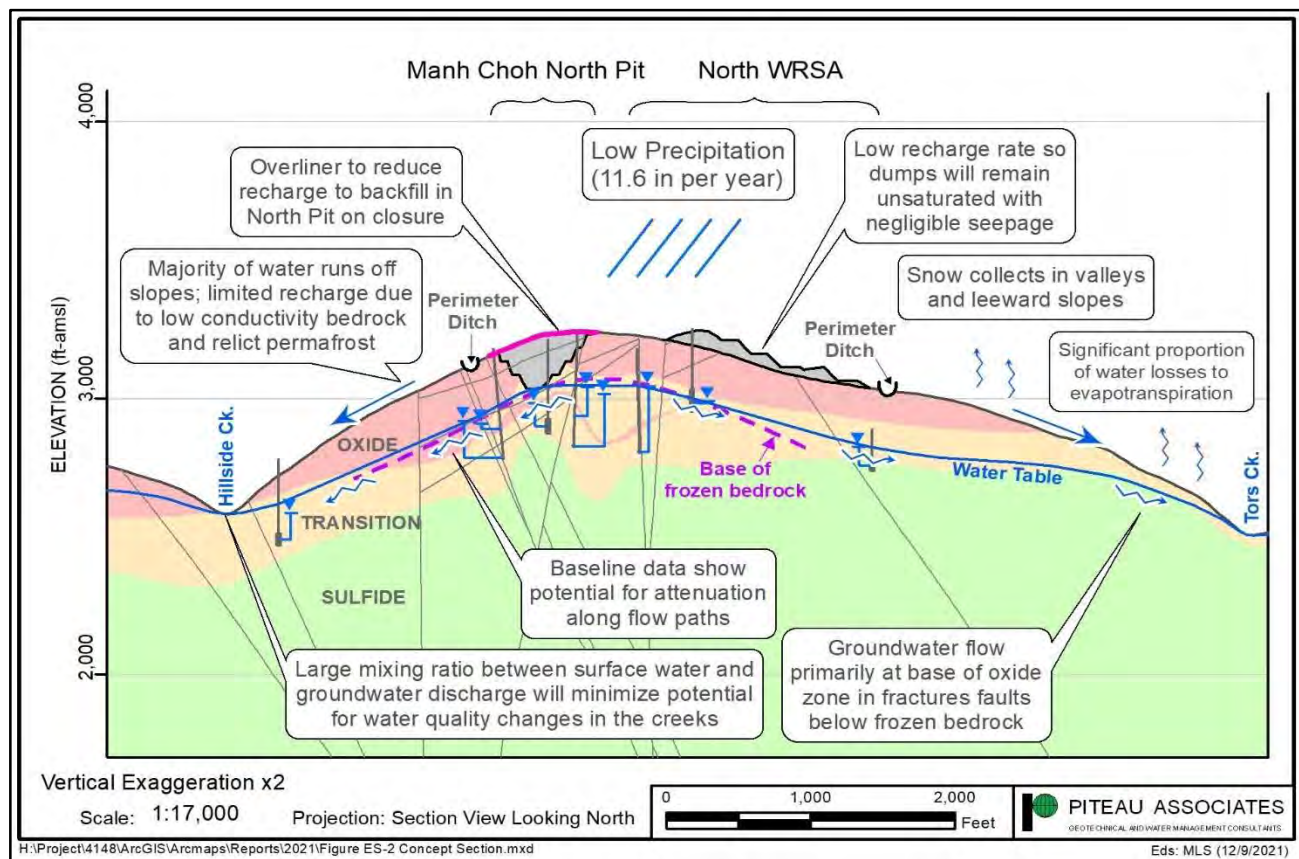 Manh Choh North Pit
North WRSA
4,000
3,000
2,000
ELEVATION (ft-amsl)
Overliner to reduce
recharge to backfill in
North Pit on closure
Low Precipitation
(11.6 in per year)
Low recharge rate so
dumps will remain
unsaturated with
negligible seepage
Majority of water runs off
slopes; limited recharge due
to low conductivity bedrock
and relict permafrost
Perimeter
Ditch
Snow collects in valleys
and leeward slopes
Perimeter
Ditch
Significant proportion
of water losses to
evapotranspiration
Hillside Ck.
OXIDE
TRANSITION
SULFIDE
Base of
frozen bedrock
Water Table
Tors Ck.
Baseline data show
potential for attenuation
along flow paths
Large mixing ratio between surface water and
groundwater discharge will minimize potential
for water quality changes in the creeks
Groundwater flow
primarily at base of oxide
zone in fractures faults
below frozen bedrock
Vertical Exaggeration x2
Scale: 1:17,000
Projection: Section View Looking North
0 1,000 2,000
Feet
PITEAU ASSOCIATES
GEOTECHNICAL AND WATER MANAGEMENT CONSULTANTS
H:\Project\4148\ArcGIS\Arcmaps\Reports\2021\Figure ES-2 Concept Section.mxd
Eds: MLS (12/9/2021)